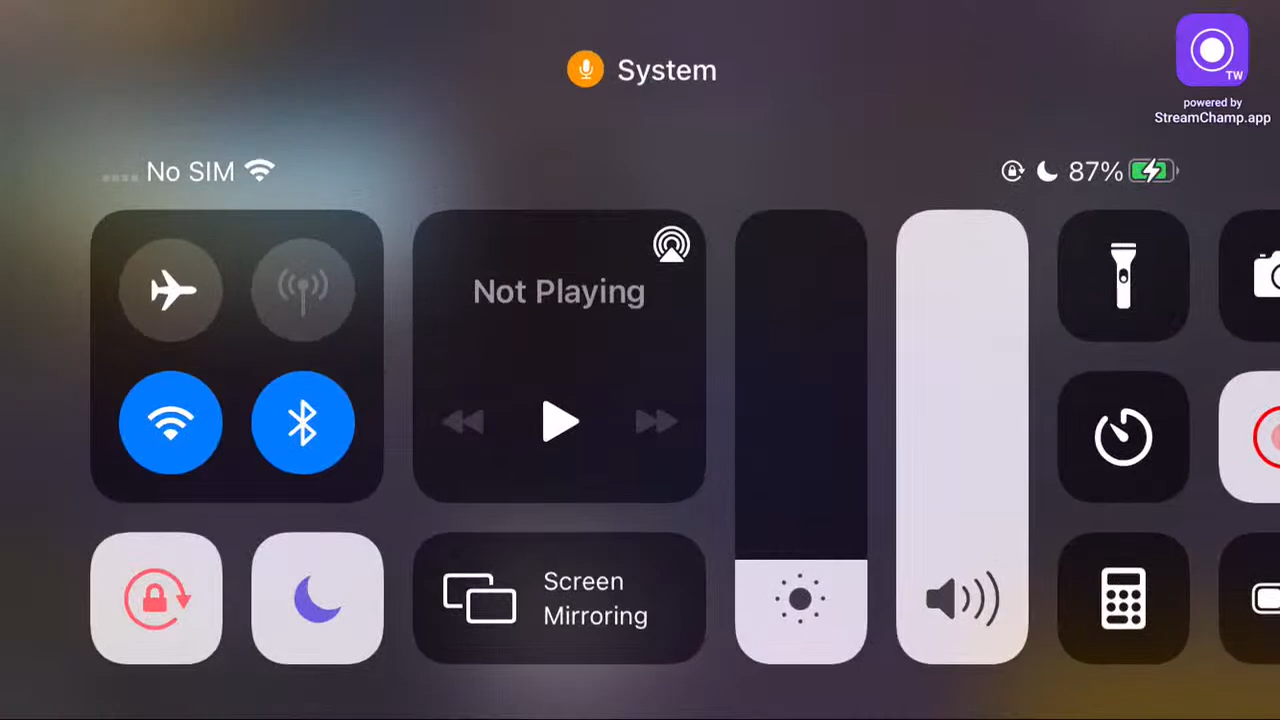 System
TW
powered by
StreamChamp.app
No SIM
87%
Not Playing
Screen
Mirroring